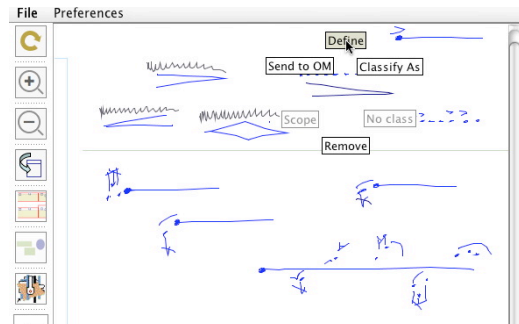 File Preferences
Define
Send to OM Classify As
Scope No class
Remove